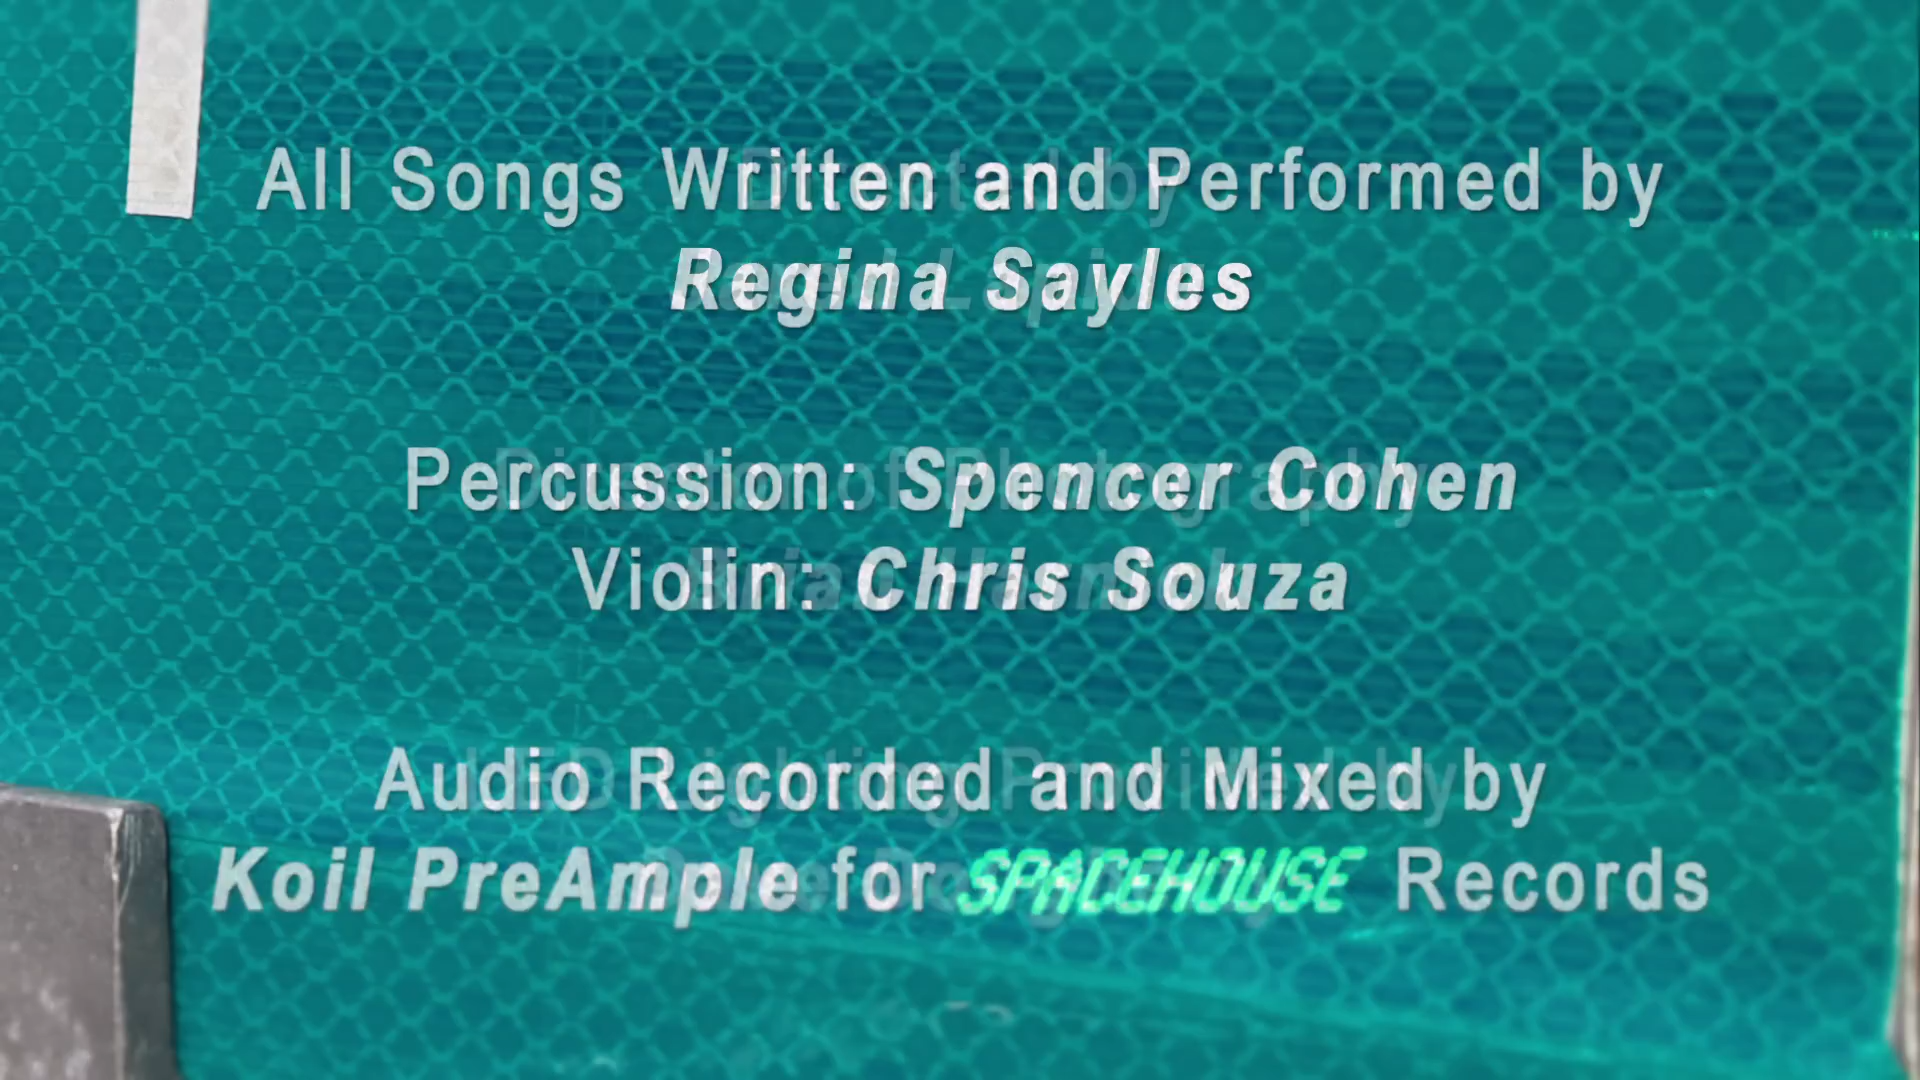 All Songs Written and Performed by
Regina Sayles
Percussion: Spencer Cohen
Violin: Chris Souza
Audio Recorded and Mixed by
Koil PreAmple for SPACEHOUSE Records